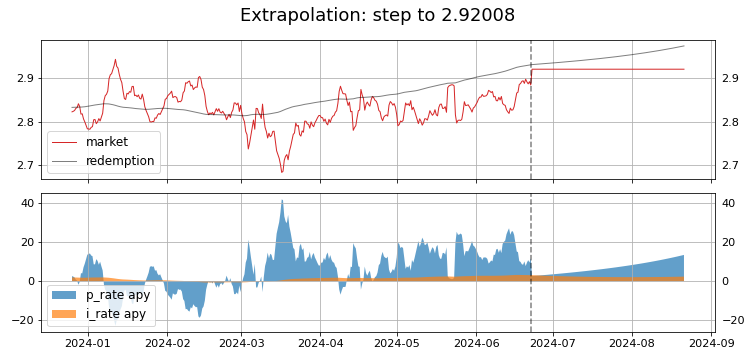 Extrapolation: step to 2.92008
2.9 2.9
2.8 2.8
2.7 2.7
market
redemption
40 40
20 20
0 0
−20 −20
p_rate apy
i_rate apy
2024-01 2024-02 2024-03 2024-04 2024-05 2024-06 2024-07 2024-08 2024-09